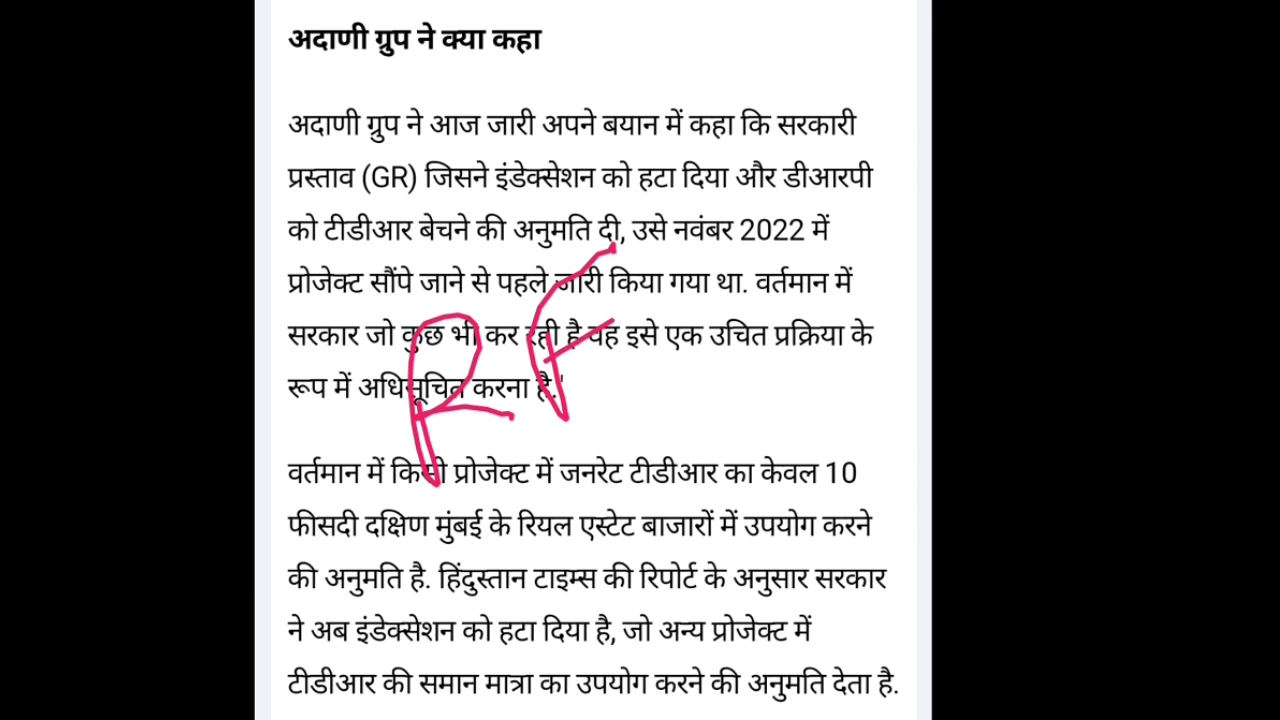 अदाणी ग्रुप ने क्या कहा
अदाणी ग्रुप ने आज जारी अपने बयान में कहा कि सरकारी
प्रस्ताव (GR) जिसने इंडेक्सेशन को हटा दिया और डीआरपी
को टीडीआर बेचने की अनुमति दी, उसे नवंबर 2022 में
प्रोजेक्ट सौंपे जाने से पहले जारी किया गया था. वर्तमान में
सरकार जो कुछ भी कर रही है वह इसे एक उचित प्रक्रिया के
रूप में अधिसूचित करना है.'
RF
वर्तमान में किसी प्रोजेक्ट में जनरेट टीडीआर का केवल 10
फीसदी दक्षिण मुंबई के रियल एस्टेट बाजारों में उपयोग करने
की अनुमति है. हिंदुस्तान टाइम्स की रिपोर्ट के अनुसार सरकार
ने अब इंडेक्सेशन को हटा दिया है, जो अन्य प्रोजेक्ट में
टीडीआर की समान मात्रा का उपयोग करने की अनुमति देता है.